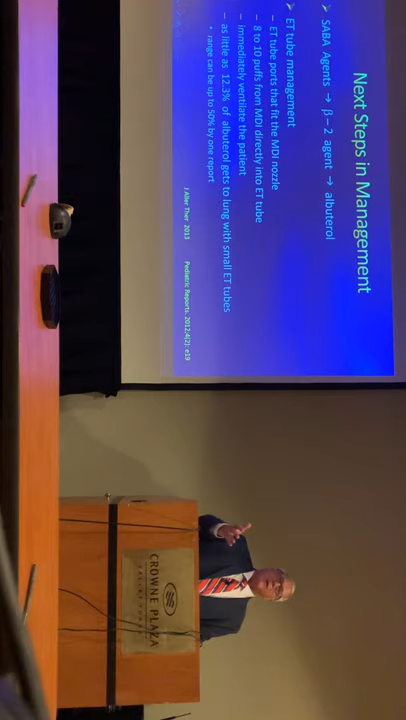 Next Steps in Management
➢ SABA Agents → β–2 agent → albuterol
➢ ET tube management
– ET tube ports that fit the MDI nozzle
– 8 to 10 puffs from MDI directly into ET tube
– immediately ventilate the patient
– as little as 12.3% of albuterol gets to lung with small ET tubes
• range can be up to 50% by one report
J Aller Ther 2013 Pediatric Reports. 2012;4(2): e19
CROWNE PLAZA